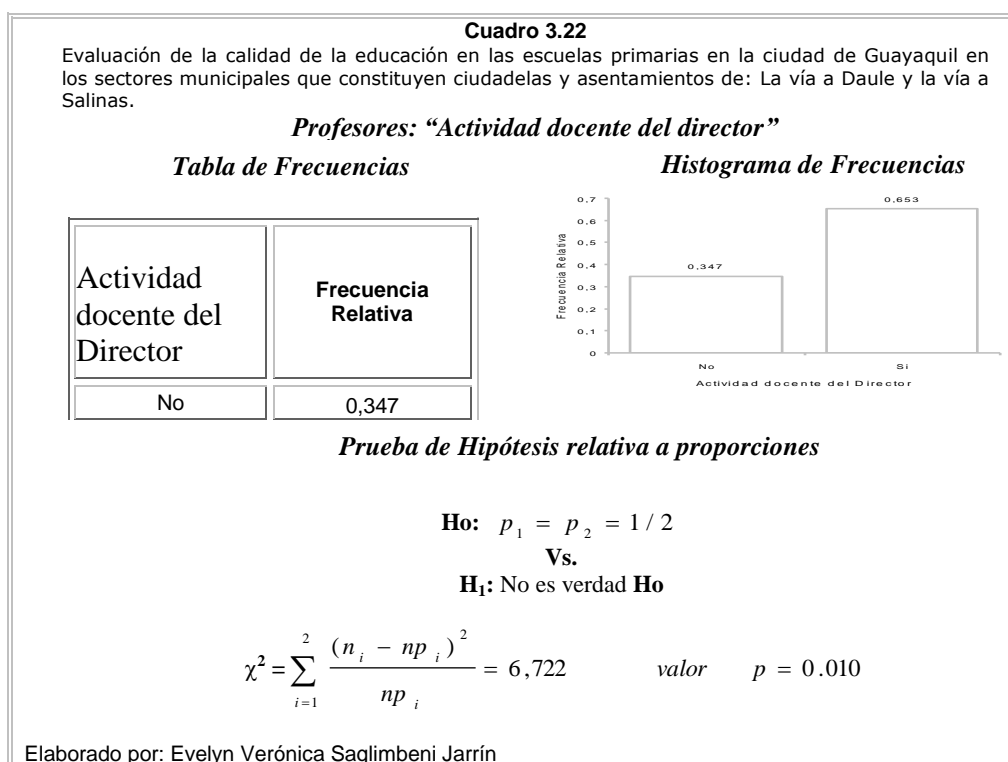 Cuadro 3.22
Evaluación de la calidad de la educación en las escuelas primarias en la ciudad de Guayaquil en
los sectores municipales que constituyen ciudadelas y asentamientos de: La vía a Daule y la vía a
Salinas.
Profesores: “Actividad docente del director”
Tabla de Frecuencias
Actividad
docente del
Director
Frecuencia
Relativa
No
0,347
Histograma de Frecuencias
Frecuencia Relativa
0,7
0,6
0,5
0,4
0,3
0,2
0,1
0
0,347
0,653
No
Si
Actividad docente del Director
Prueba de Hipótesis relativa a proporciones
Ho: p₁ = p₂ = 1 / 2
Vs.
H₁: No es verdad Ho
χ² = ∑ᵢ₌₁² (nᵢ − npᵢ)² / npᵢ = 6,722 valor p = 0.010
Elaborado por: Evelyn Verónica Saglimbeni Jarrín